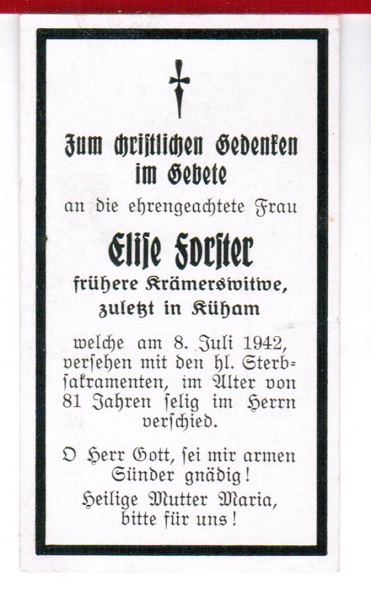 Zum christlichen Gedenken
im Gebete
an die ehrengeachtete Frau
Elise Forster
frühere Krämerswitwe,
zuletzt in Küham
welche am 8. Juli 1942,
versehen mit den hl. Sterb-
sakramenten, im Alter von
81 Jahren selig im Herrn
verschied.
O Herr Gott, sei mir armen
Sünder gnädig!
Heilige Mutter Maria,
bitte für uns!